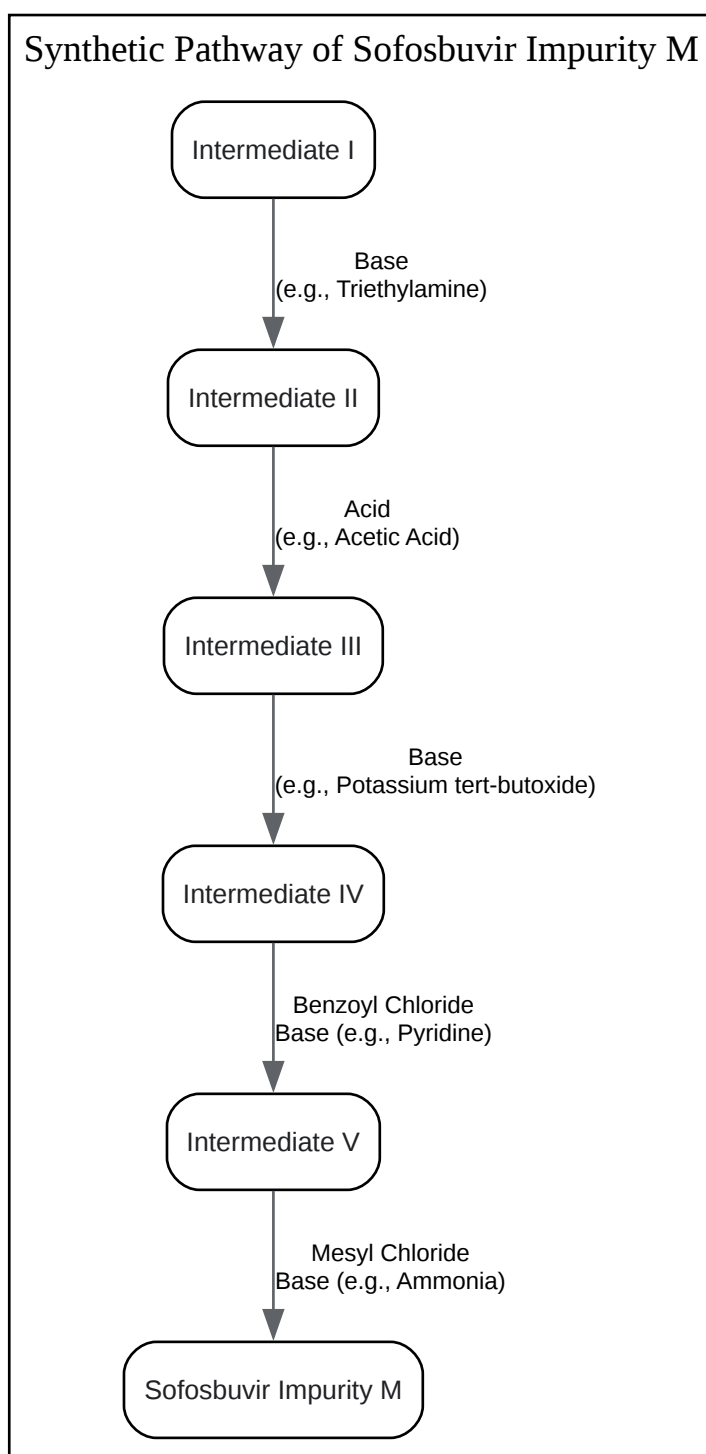 Synthetic Pathway of Sofosbuvir Impurity M
Intermediate I
Base
(e.g., Triethylamine)
Intermediate II
Acid
(e.g., Acetic Acid)
Intermediate III
Base
(e.g., Potassium tert-butoxide)
Intermediate IV
Benzoyl Chloride
Base (e.g., Pyridine)
Intermediate V
Mesyl Chloride
Base (e.g., Ammonia)
Sofosbuvir Impurity M